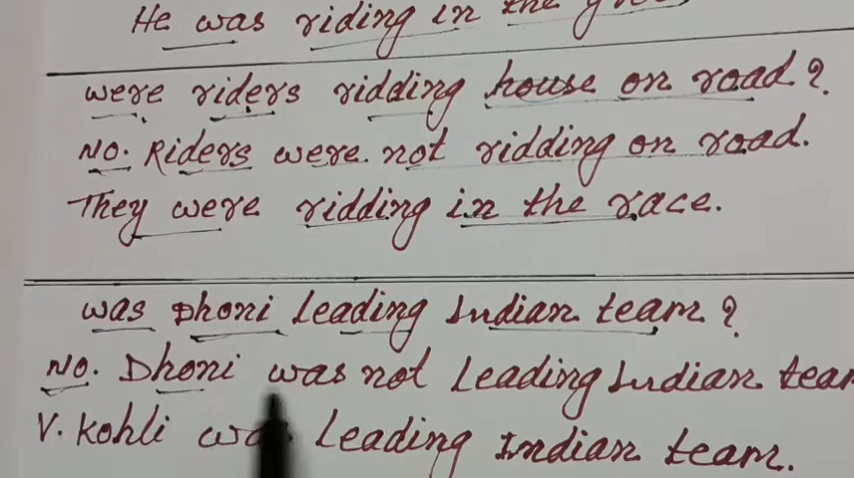 He was riding in the
were riders ridding house on road?
NO. Riders were not ridding on road.
They were ridding in the race.
was Dhoni leading Indian team?
NO. Dhoni was not leading Indian team
V. Kohli was leading Indian team.